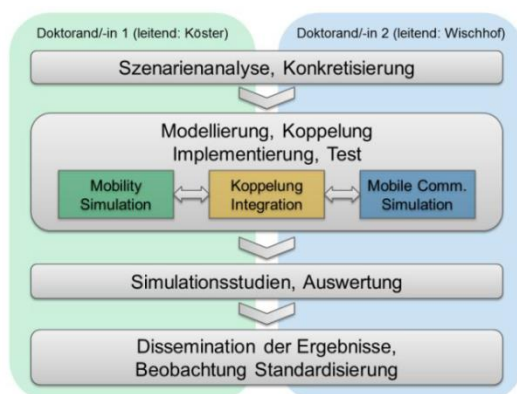 Doktorand/-in 1 (leitend: Köster)
Doktorand/-in 2 (leitend: Wischhof)
Szenarienanalyse, Konkretisierung
Modellierung, Koppelung
Implementierung, Test
Mobility
Simulation
Koppelung
Integration
Mobile Comm.
Simulation
Simulationsstudien, Auswertung
Dissemination der Ergebnisse,
Beobachtung Standardisierung